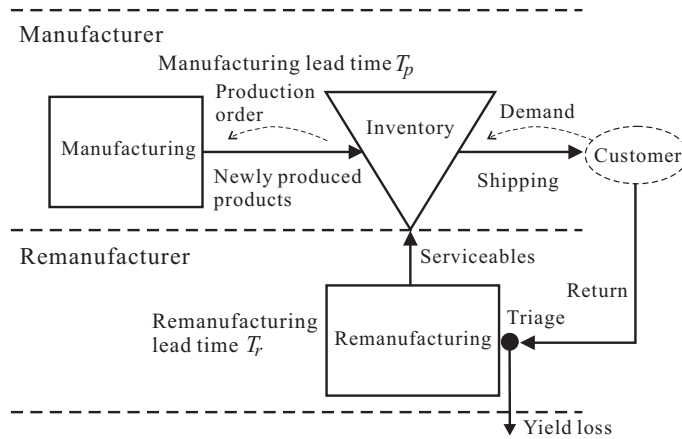 Manufacturer
Manufacturing lead time T_p
Production
order
Demand
Inventory
Manufacturing
Customer
Newly produced
products
Shipping
Remanufacturer
Serviceables
Return
Triage
Remanufacturing
lead time T_r
Remanufacturing
Yield loss